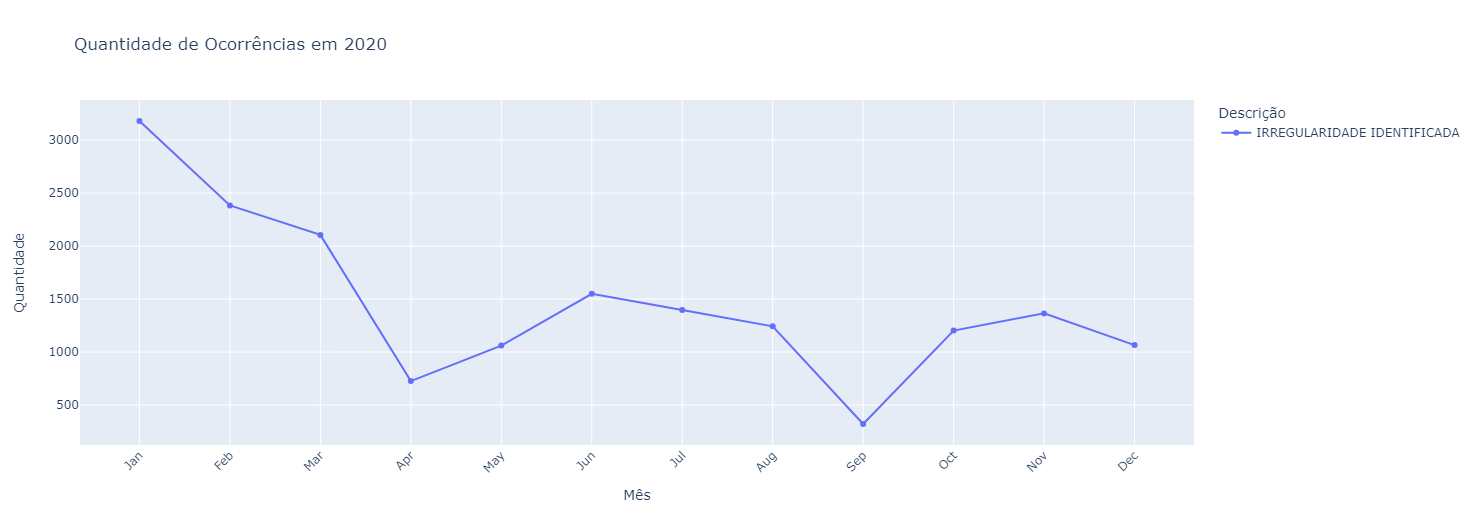 Quantidade de Ocorrências em 2020
Descrição
IRREGULARIDADE IDENTIFICADA
Quantidade
3000
2500
2000
1500
1000
500
Jan
Feb
Mar
Apr
May
Jun
Jul
Aug
Sep
Oct
Nov
Dec
Mês